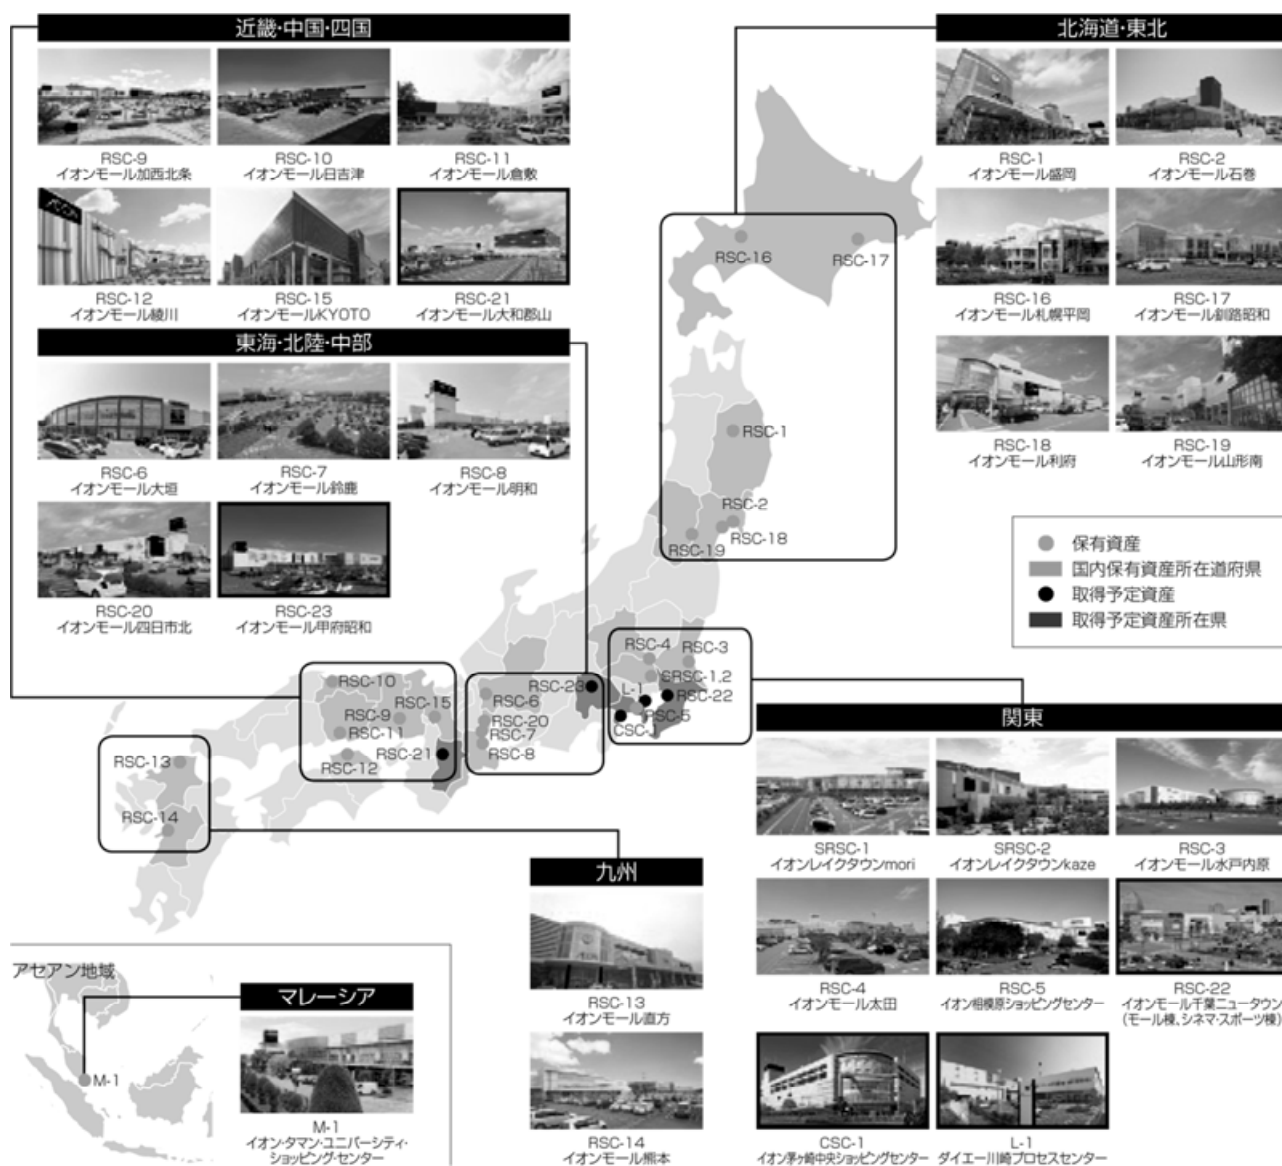 近畿・中国・四国
RSC-9
イオンモール加西北条
RSC-10
イオンモール日吉津
RSC-11
イオンモール倉敷
RSC-12
イオンモール綾川
RSC-15
イオンモールKYOTO
RSC-21
イオンモール大和郡山
東海・北陸・中部
RSC-6
イオンモール大垣
RSC-7
イオンモール鈴鹿
RSC-8
イオンモール明和
RSC-20
イオンモール四日市北
RSC-23
イオンモール甲府昭和
北海道・東北
RSC-1
イオンモール盛岡
RSC-2
イオンモール石巻
RSC-16
イオンモール札幌平岡
RSC-17
イオンモール釧路昭和
RSC-18
イオンモール利府
RSC-19
イオンモール山形南
保有資産
国内保有資産所在道府県
取得予定資産
取得予定資産所在県
RSC-16
RSC-17
RSC-1
RSC-2
RSC-18
RSC-19
RSC-4
RSC-3
SRSC-1,2
L-1
RSC-22
RSC-5
CSC-1
RSC-23
RSC-6
RSC-20
RSC-7
RSC-8
RSC-10
RSC-15
RSC-9
RSC-11
RSC-21
RSC-12
RSC-13
RSC-14
関東
SRSC-1
イオンレイクタウンmori
SRSC-2
イオンレイクタウンkaze
RSC-3
イオンモール水戸内原
RSC-4
イオンモール太田
RSC-5
イオン相模原ショッピングセンター
RSC-22
イオンモール千葉ニュータウン
(モール棟、シネマ・スポーツ棟)
CSC-1
イオン茅ヶ崎中央ショッピングセンター
L-1
ダイエー川崎プロセスセンター
九州
RSC-13
イオンモール直方
RSC-14
イオンモール熊本
アセアン地域
M-1
マレーシア
M-1
イオン・タマン・ユニバーシティ・
ショッピング・センター